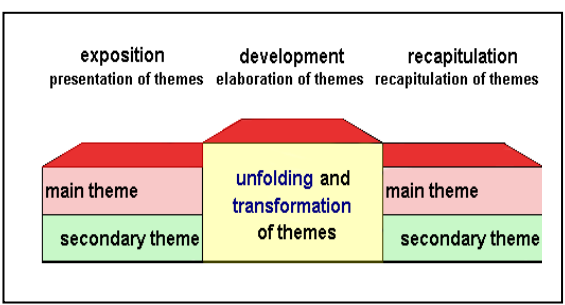 exposition
presentation of themes
development
elaboration of themes
recapitulation
recapitulation of themes
main theme
secondary theme
unfolding and
transformation
of themes
main theme
secondary theme